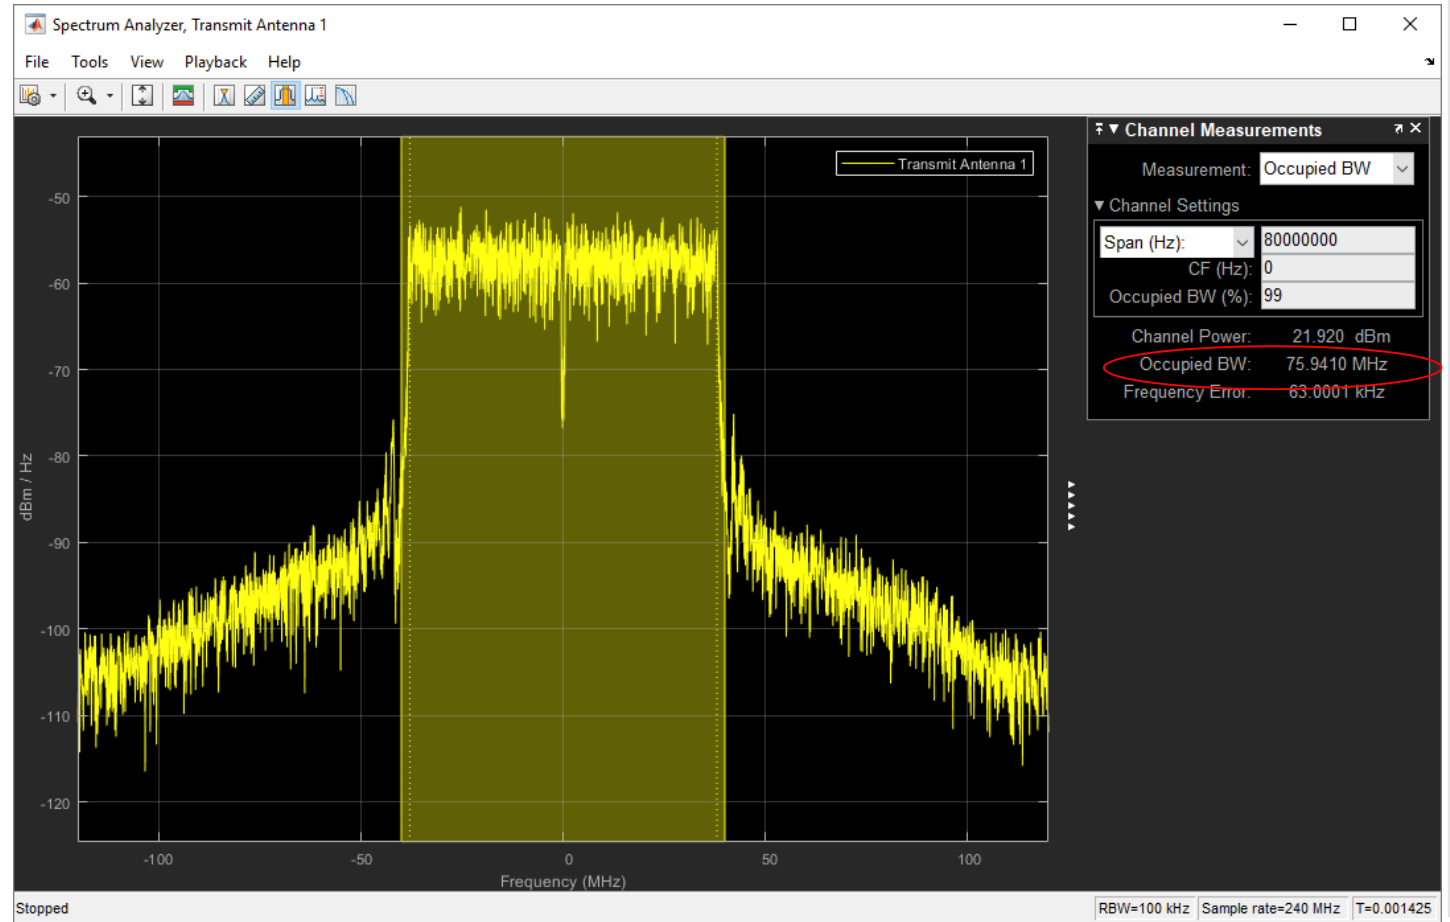 Spectrum Analyzer, Transmit Antenna 1
File Tools View Playback Help
Transmit Antenna 1
-50
-60
-70
-80
-90
-100
-110
-120
dBm / Hz
-100 -50 0 50 100
Frequency (MHz)
Channel Measurements
Measurement: Occupied BW
Channel Settings
Span (Hz): 80000000
CF (Hz): 0
Occupied BW (%): 99
Channel Power: 21.920 dBm
Occupied BW: 75.9410 MHz
Frequency Error: 63.0001 kHz
Stopped
RBW=100 kHz Sample rate=240 MHz T=0.001425